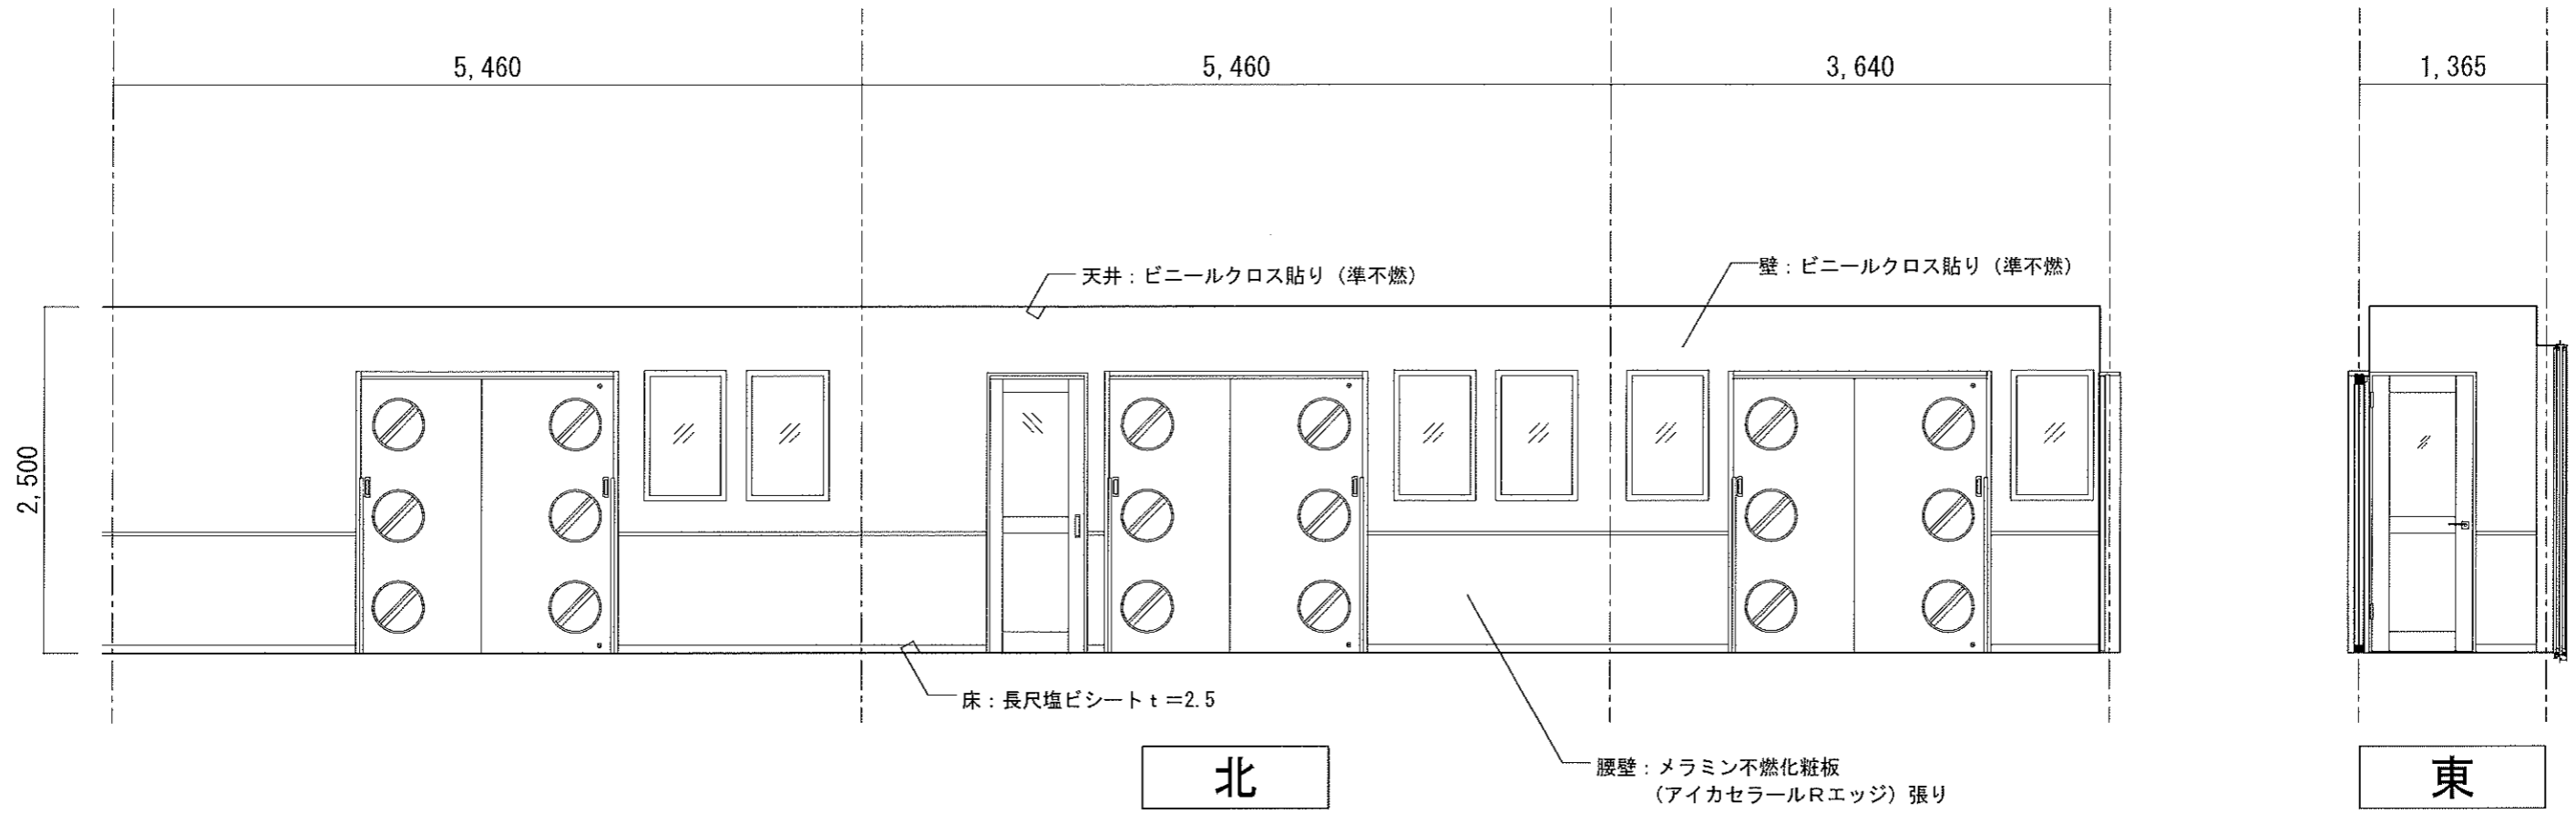 5,460
5,460
3,640
1,365
天井：ビニールクロス貼り（準不燃）
壁：ビニールクロス貼り（準不燃）
2,500
床：長尺塩ビシートｔ＝2.5
腰壁：メラミン不燃化粧板
（アイカセラールＲエッジ）張り
北
東